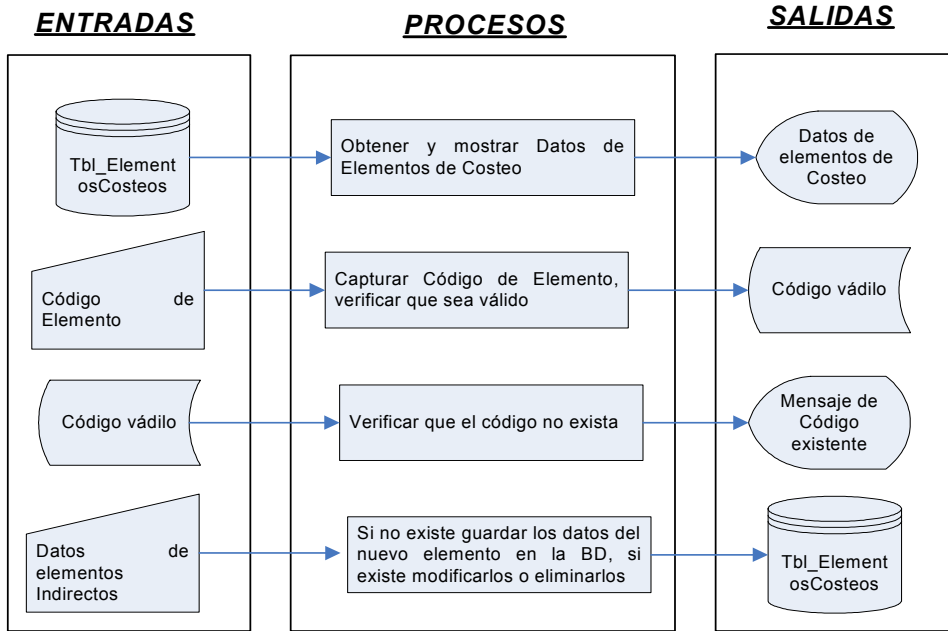 ENTRADAS
PROCESOS
SALIDAS
Tbl_Element
osCosteos
Obtener y mostrar Datos de
Elementos de Costeo
Datos de
elementos de
Costeo
Código de
Elemento
Capturar Código de Elemento,
verificar que sea válido
Código vádilo
Código vádilo
Verificar que el código no exista
Mensaje de
Código
existente
Datos de
elementos
Indirectos
Si no existe guardar los datos del
nuevo elemento en la BD, si
existe modificarlos o eliminarlos
Tbl_Element
osCosteos